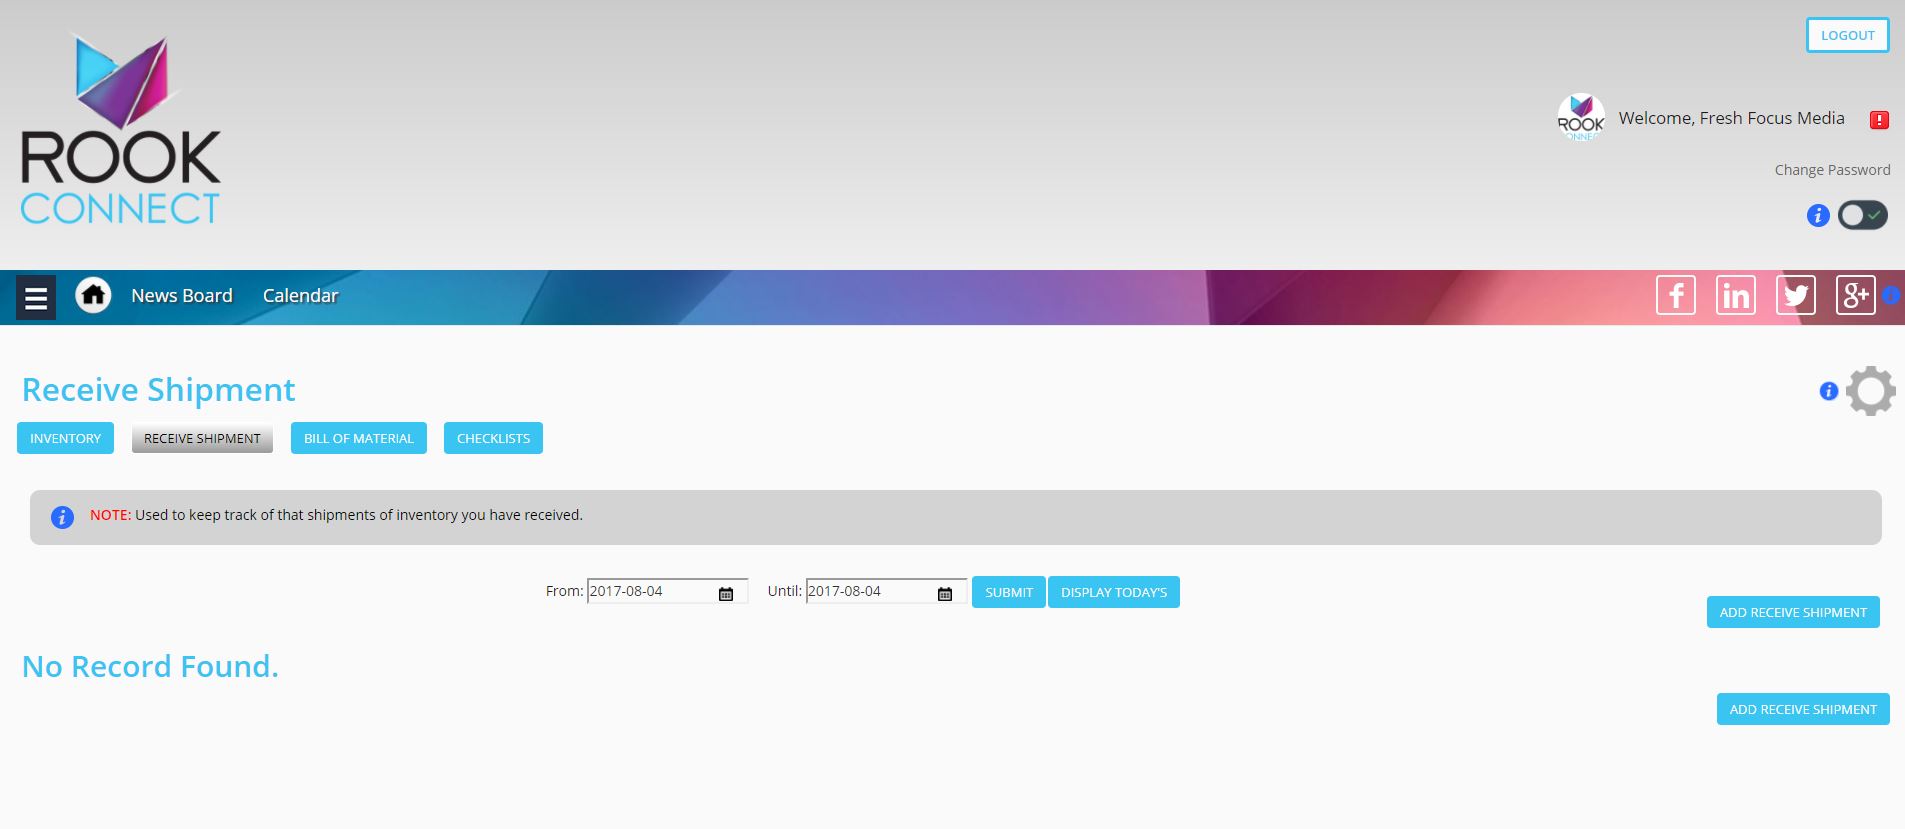 LOGOUT
ROOK
CONNECT
ROOK
CONNECT
Welcome, Fresh Focus Media
Change Password
News Board Calendar
Receive Shipment
INVENTORY RECEIVE SHIPMENT BILL OF MATERIAL CHECKLISTS
NOTE: Used to keep track of that shipments of inventory you have received.
From: 2017-08-04 Until: 2017-08-04 SUBMIT DISPLAY TODAY'S
ADD RECEIVE SHIPMENT
No Record Found.
ADD RECEIVE SHIPMENT